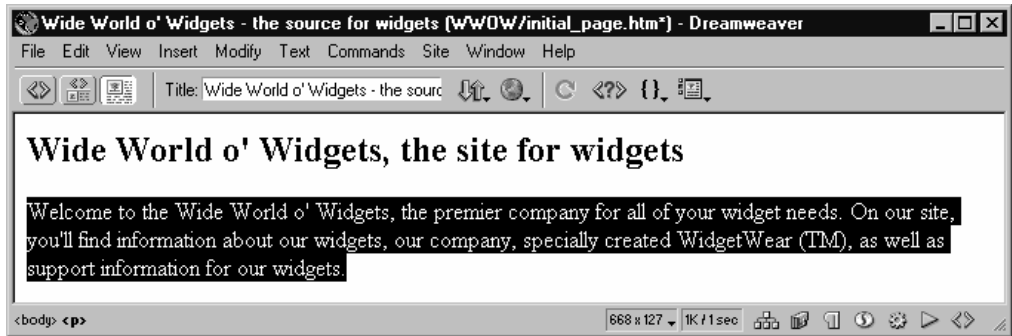 Wide World o' Widgets - the source for widgets (WWOW/initial_page.htm*) - Dreamweaver
File Edit View Insert Modify Text Commands Site Window Help
Title: Wide World o' Widgets - the sourc
Wide World o' Widgets, the site for widgets
Welcome to the Wide World o' Widgets, the premier company for all of your widget needs. On our site,
you'll find information about our widgets, our company, specially created WidgetWear (TM), as well as
support information for our widgets.
<body> <p> 668 x 127 1K / 1 sec